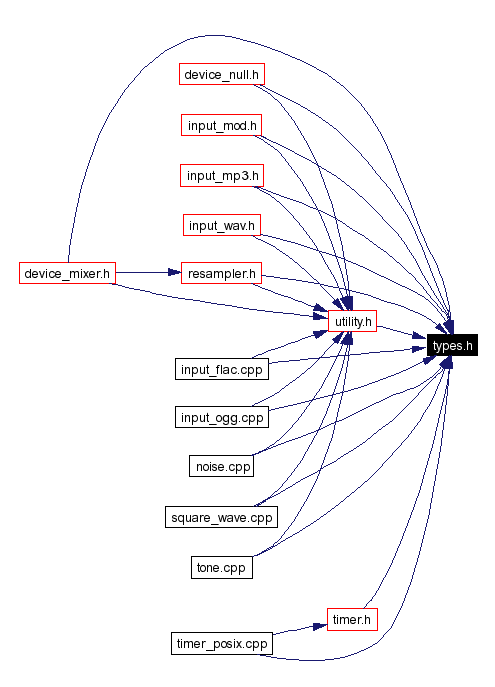 device_null.h
input_mod.h
input_mp3.h
input_wav.h
device_mixer.h
resampler.h
utility.h
types.h
input_flac.cpp
input_ogg.cpp
noise.cpp
square_wave.cpp
tone.cpp
timer.h
timer_posix.cpp